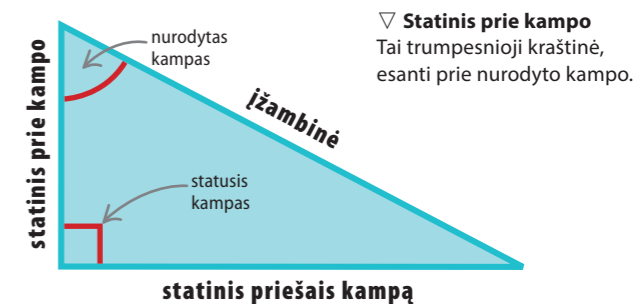 ▽ Statinis prie kampo
Tai trumpesnioji kraštinė,
esanti prie nurodyto kampo.
nurodytas
kampas
statinis prie kampo
įžambinė
statusis
kampas
statinis priešais kampą